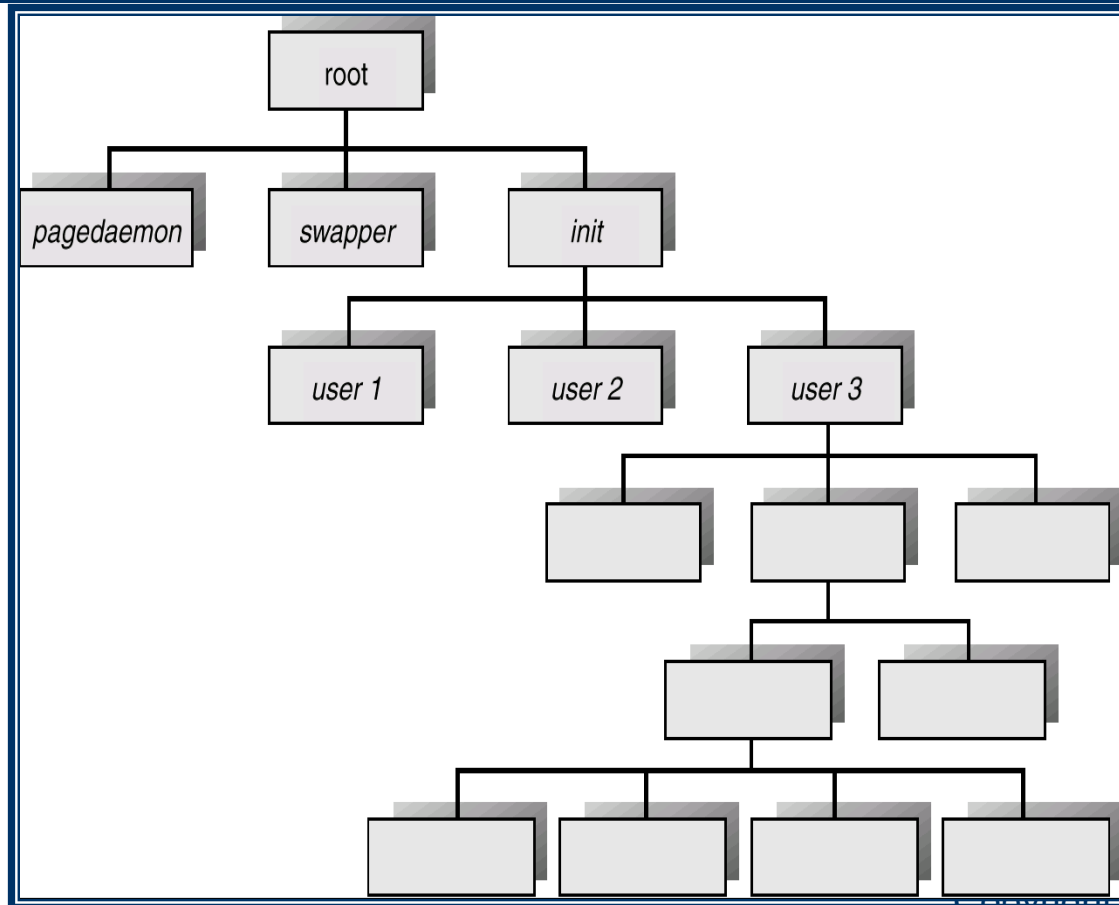 root
pagedaemon
swapper
init
user 1
user 2
user 3